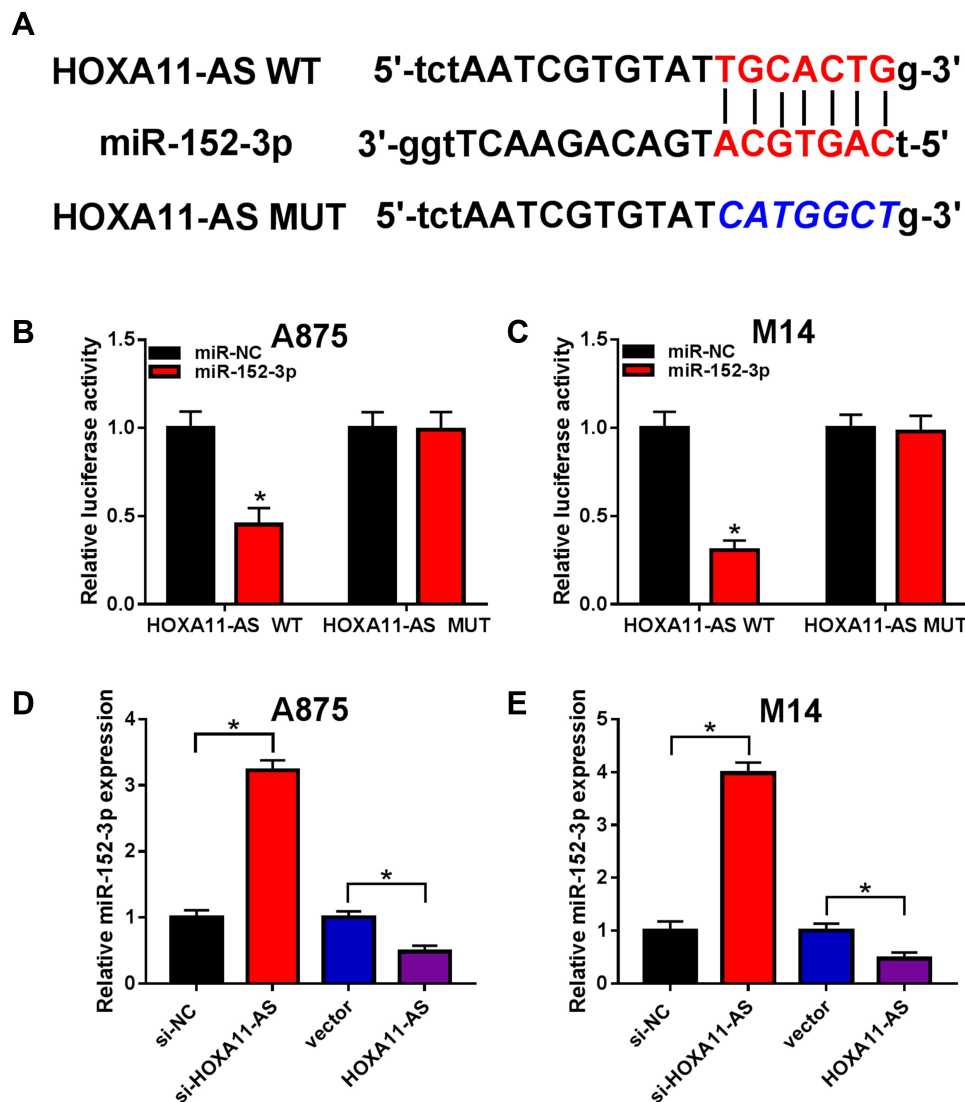 A
HOXA11-AS WT 5'-tctAATCGTGTATTGCACTGg-3'
miR-152-3p 3'-ggtTCAAGACAGTACGTGACt-5'
HOXA11-AS MUT 5'-tctAATCGTGTATCATGGCTg-3'
B
A875
miR-NC
miR-152-3p
Relative luciferase activity
1.5
1.0
0.5
0.0
*
HOXA11-AS WT HOXA11-AS MUT
C
M14
miR-NC
miR-152-3p
Relative luciferase activity
1.5
1.0
0.5
0.0
*
HOXA11-AS WT HOXA11-AS MUT
D
A875
Relative miR-152-3p expression
4
3
2
1
0
*
*
si-NC
si-HOXA11-AS
vector
HOXA11-AS
E
M14
Relative miR-152-3p expression
5
4
3
2
1
0
*
*
si-NC
si-HOXA11-AS
vector
HOXA11-AS